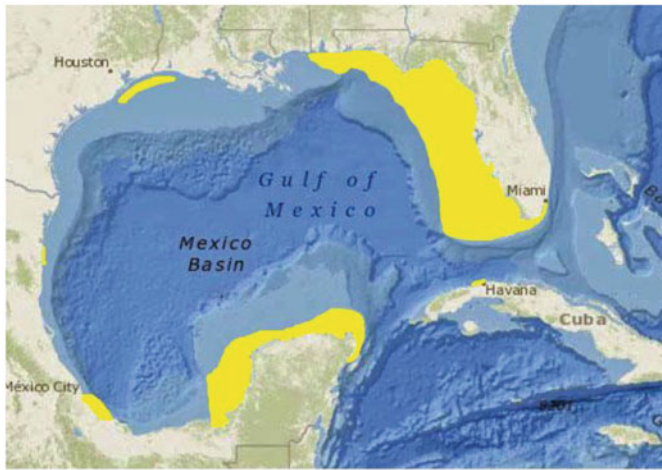 Houston
Gulf of
Mexico
Miami
Mexico
Basin
Havana
Cuba
México City